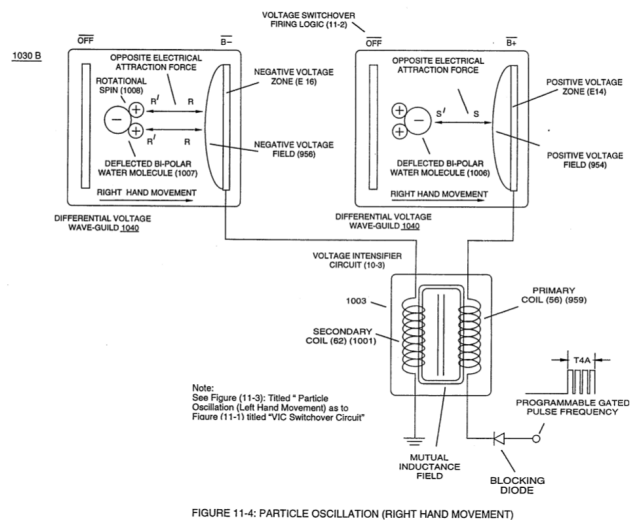 VOLTAGE SWITCHOVER
FIRING LOGIC (11-2)
1030 B
OFF
B−
OPPOSITE ELECTRICAL
ATTRACTION FORCE
ROTATIONAL
SPIN (1008)
R/
R
R/
R
+
−
+
NEGATIVE VOLTAGE
ZONE (E 16)
NEGATIVE VOLTAGE
FIELD (956)
DEFLECTED BI-POLAR
WATER MOLECULE (1007)
RIGHT HAND MOVEMENT
DIFFERENTIAL VOLTAGE
WAVE-GUILD 1040
OFF
B+
OPPOSITE ELECTRICAL
ATTRACTION FORCE
+
−
+
S/
S
POSITIVE VOLTAGE
ZONE (E14)
POSITIVE VOLTAGE
FIELD (954)
DEFLECTED BI-POLAR
WATER MOLECULE (1006)
RIGHT HAND MOVEMENT
DIFFERENTIAL VOLTAGE
WAVE-GUILD 1040
VOLTAGE INTENSIFIER
CIRCUIT (10-3)
1003
PRIMARY
COIL (56) (959)
SECONDARY
COIL (62) (1001)
T4A
PROGRAMMABLE GATED
PULSE FREQUENCY
Note:
See Figure (11-3): Titled " Particle
Oscillation (Left Hand Movement) as to
Figure (11-1) titled "VIC Switchover Circuit"
MUTUAL
INDUCTANCE
FIELD
BLOCKING
DIODE
FIGURE 11-4: PARTICLE OSCILLATION (RIGHT HAND MOVEMENT)